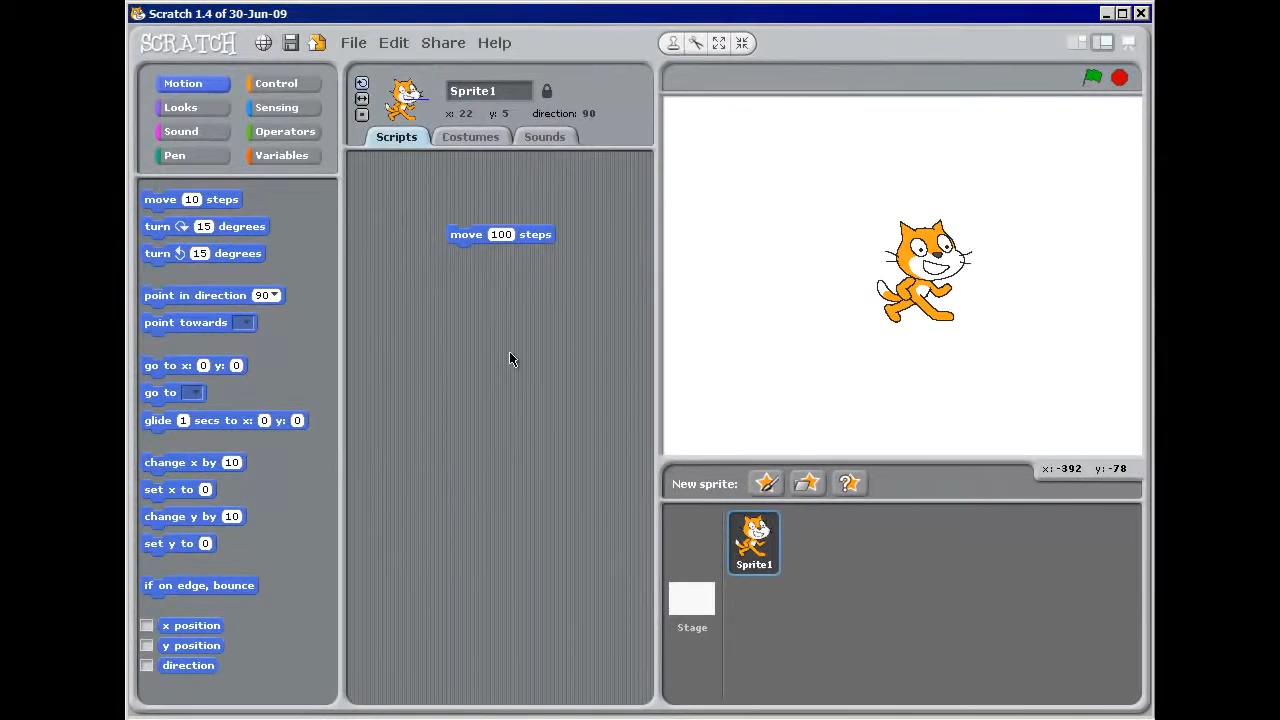 Scratch 1.4 of 30-Jun-09
SCRATCH
File Edit Share Help
Motion
Control
Looks
Sensing
Sound
Operators
Pen
Variables
move 10 steps
turn 15 degrees
turn 15 degrees
point in direction 90
point towards
go to x: 0 y: 0
go to
glide 1 secs to x: 0 y: 0
change x by 10
set x to 0
change y by 10
set y to 0
if on edge, bounce
x position
y position
direction
Sprite1
x: 22 y: 5 direction: 90
Scripts Costumes Sounds
move 100 steps
x: -392 y: -78
New sprite:
Sprite1
Stage